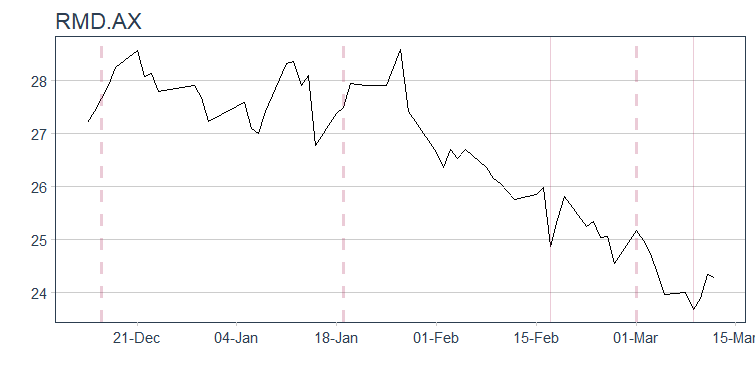 RMD.AX
28
27
26
25
24
21-Dec
04-Jan
18-Jan
01-Feb
15-Feb
01-Mar
15-Mar